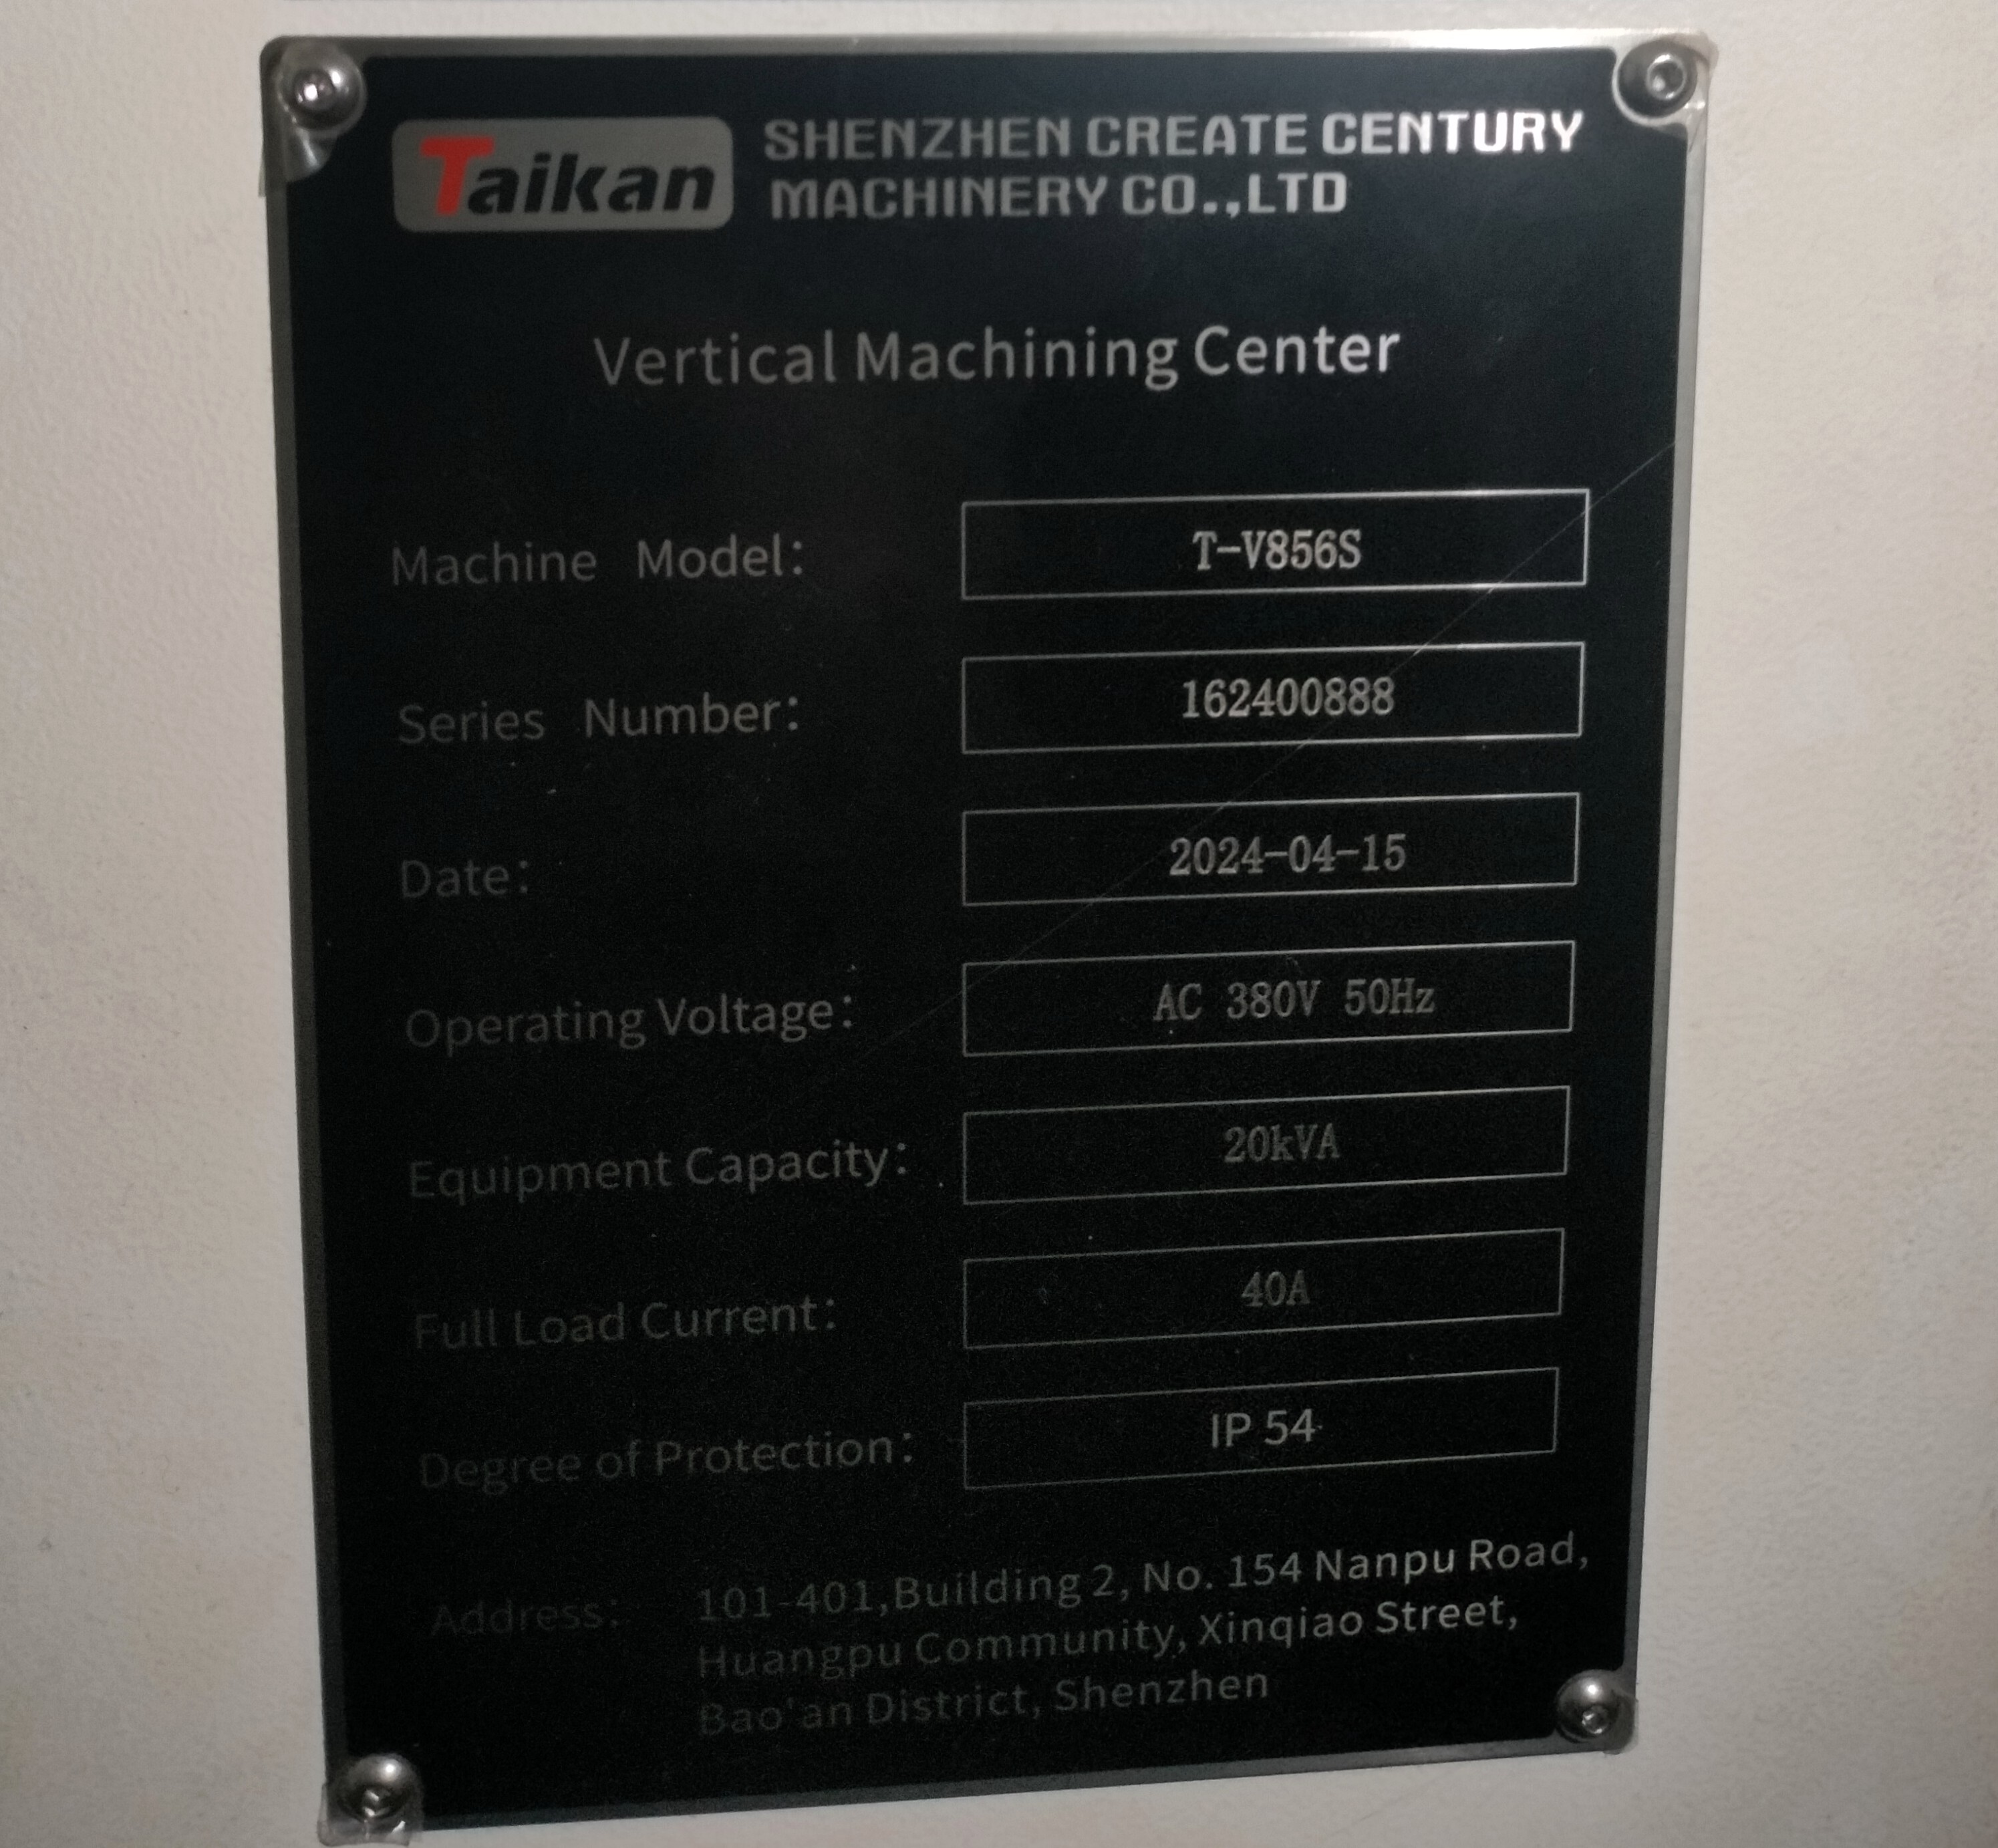 Taikan
SHENZHEN CREATE CENTURY
MACHINERY CO.,LTD
Vertical Machining Center
Machine Model: T-V856S
Series Number: 162400888
Date: 2024-04-15
Operating Voltage: AC 380V 50Hz
Equipment Capacity: 20kVA
Full Load Current: 40A
Degree of Protection: IP 54
Address: 101-401,Building 2, No. 154 Nanpu Road,
Huangpu Community, Xinqiao Street,
Bao'an District, Shenzhen